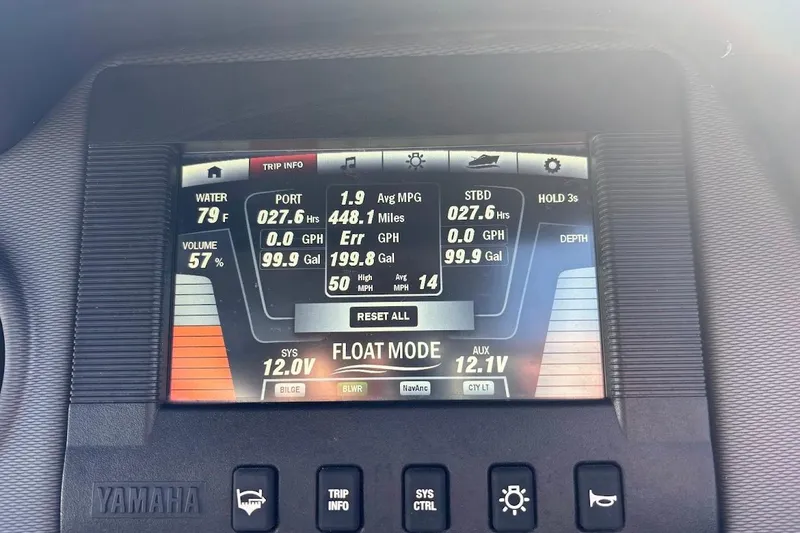 TRIP INFO
WATER
79 F
VOLUME
57 %
PORT
027.6 Hrs
0.0 GPH
99.9 Gal
1.9 Avg MPG
448.1 Miles
Err GPH
199.8 Gal
50 High MPH Avg MPH 14
STBD
027.6 Hrs
0.0 GPH
99.9 Gal
HOLD 3s
DEPTH
RESET ALL
SYS
12.0V
FLOAT MODE
AUX
12.1V
BILGE BLWR NavAnc CTY LT
YAMAHA
TRIP
INFO
SYS
CTRL